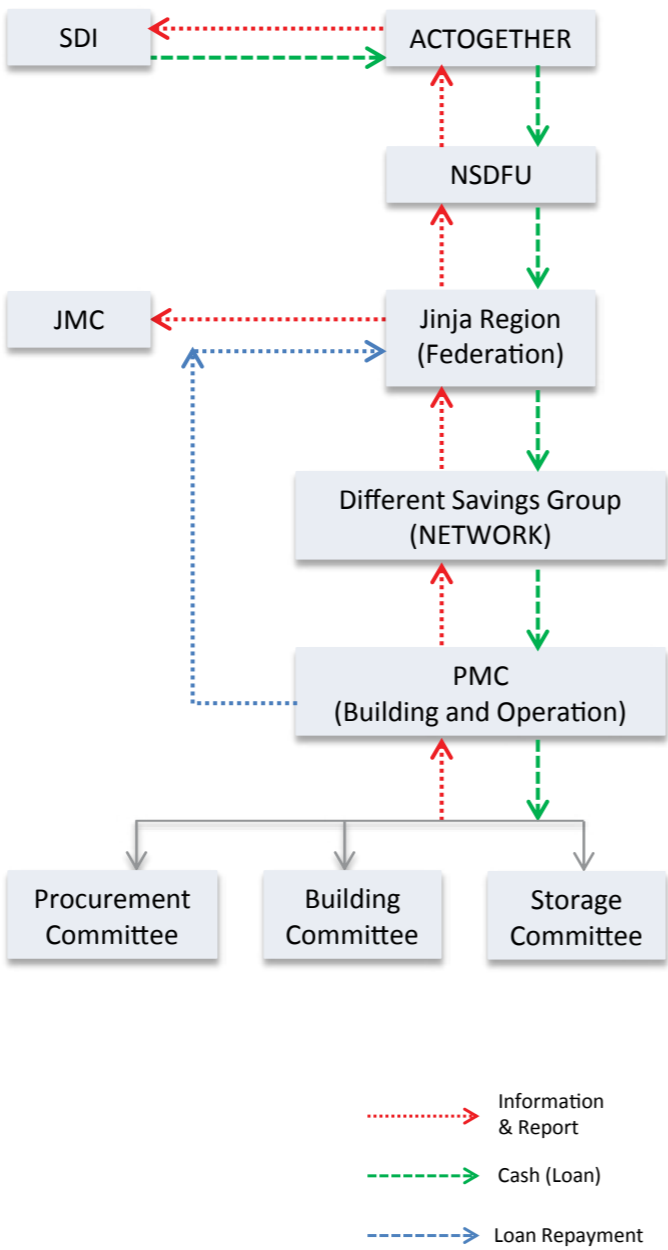 SDI
ACTOGETHER
NSDFU
JMC
Jinja Region
(Federation)
Different Savings Group
(NETWORK)
PMC
(Building and Operation)
Procurement
Committee
Building
Committee
Storage
Committee
Information
& Report
Cash (Loan)
Loan Repayment